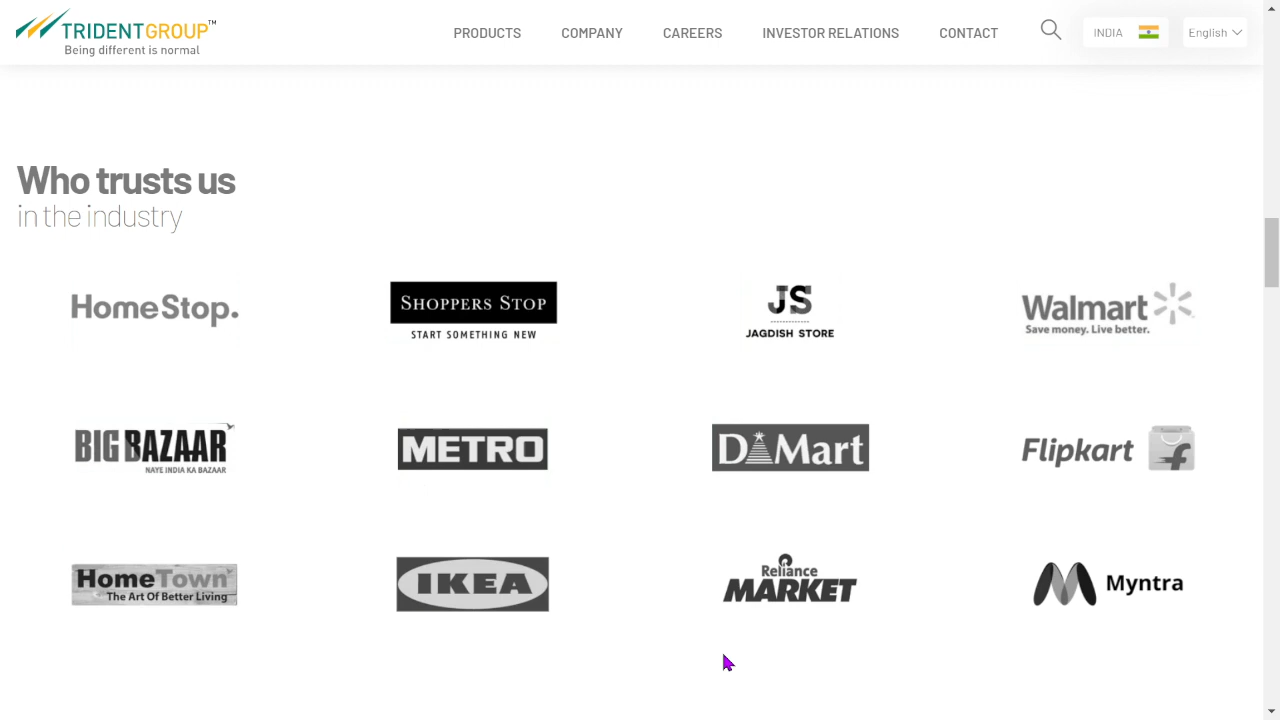 TRIDENTGROUP™
Being different is normal
PRODUCTS COMPANY CAREERS INVESTOR RELATIONS CONTACT INDIA English
Who trusts us
in the industry
HomeStop.
SHOPPERS STOP
START SOMETHING NEW
JS
JAGDISH STORE
Walmart
Save money. Live better.
BIG BAZAAR
NAYE INDIA KA BAZAAR
METRO
D Mart
Flipkart f
HomeTown
The Art Of Better Living
IKEA
Reliance
MARKET
Myntra